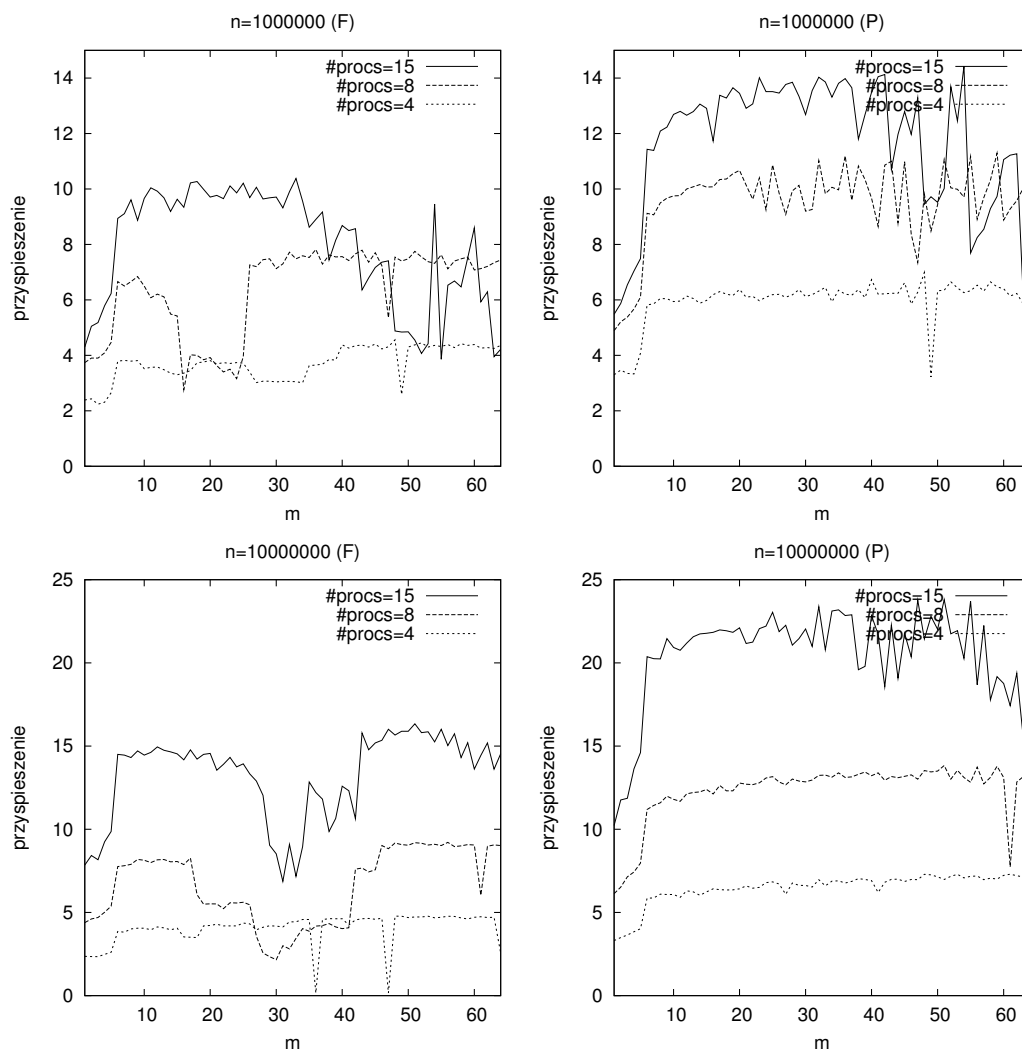 n=1000000 (F)
14
12
10
8
6
4
2
0
przyspieszenie
#procs=15
#procs=8
#procs=4
10 20 30 40 50 60
m
n=1000000 (P)
14
12
10
8
6
4
2
0
przyspieszenie
#procs=15
#procs=8
#procs=4
10 20 30 40 50 60
m
n=10000000 (F)
25
20
15
10
5
0
przyspieszenie
#procs=15
#procs=8
#procs=4
10 20 30 40 50 60
m
n=10000000 (P)
25
20
15
10
5
0
przyspieszenie
#procs=15
#procs=8
#procs=4
10 20 30 40 50 60
m